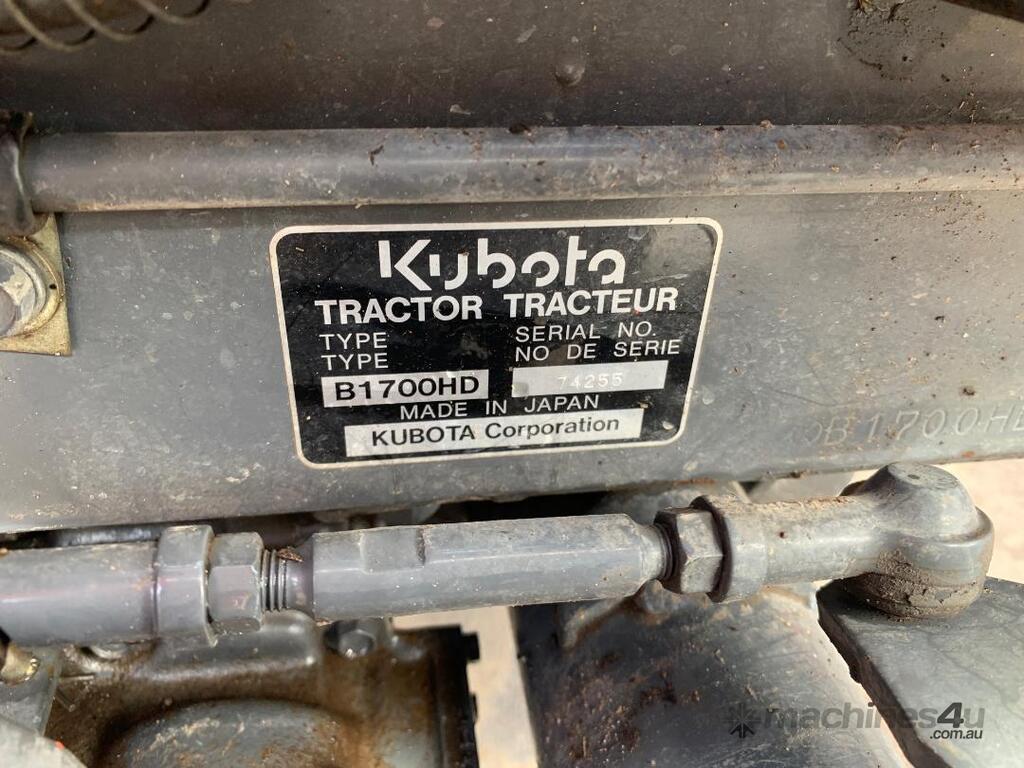 Kubota
TRACTOR TRACTEUR
TYPE SERIAL NO.
TYPE NO DE SERIE
B1700HD 74255
MADE IN JAPAN
KUBOTA Corporation
B1700HD
machines4u
.com.au